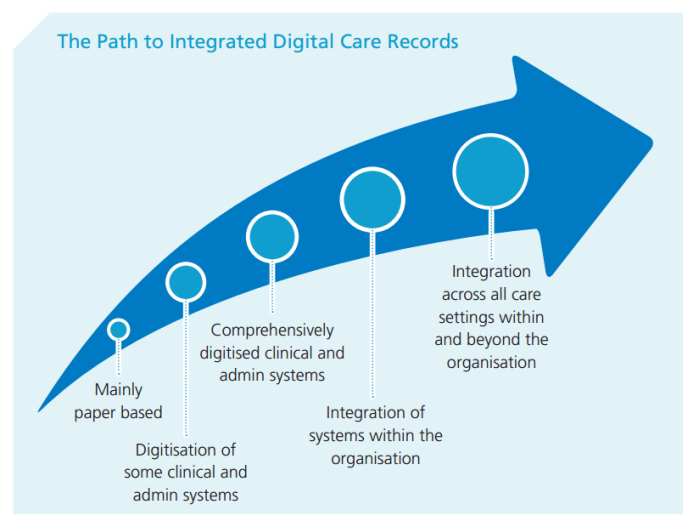 The Path to Integrated Digital Care Records
Mainly
paper based
Digitisation of
some clinical and
admin systems
Comprehensively
digitised clinical and
admin systems
Integration of
systems within the
organisation
Integration
across all care
settings within
and beyond the
organisation